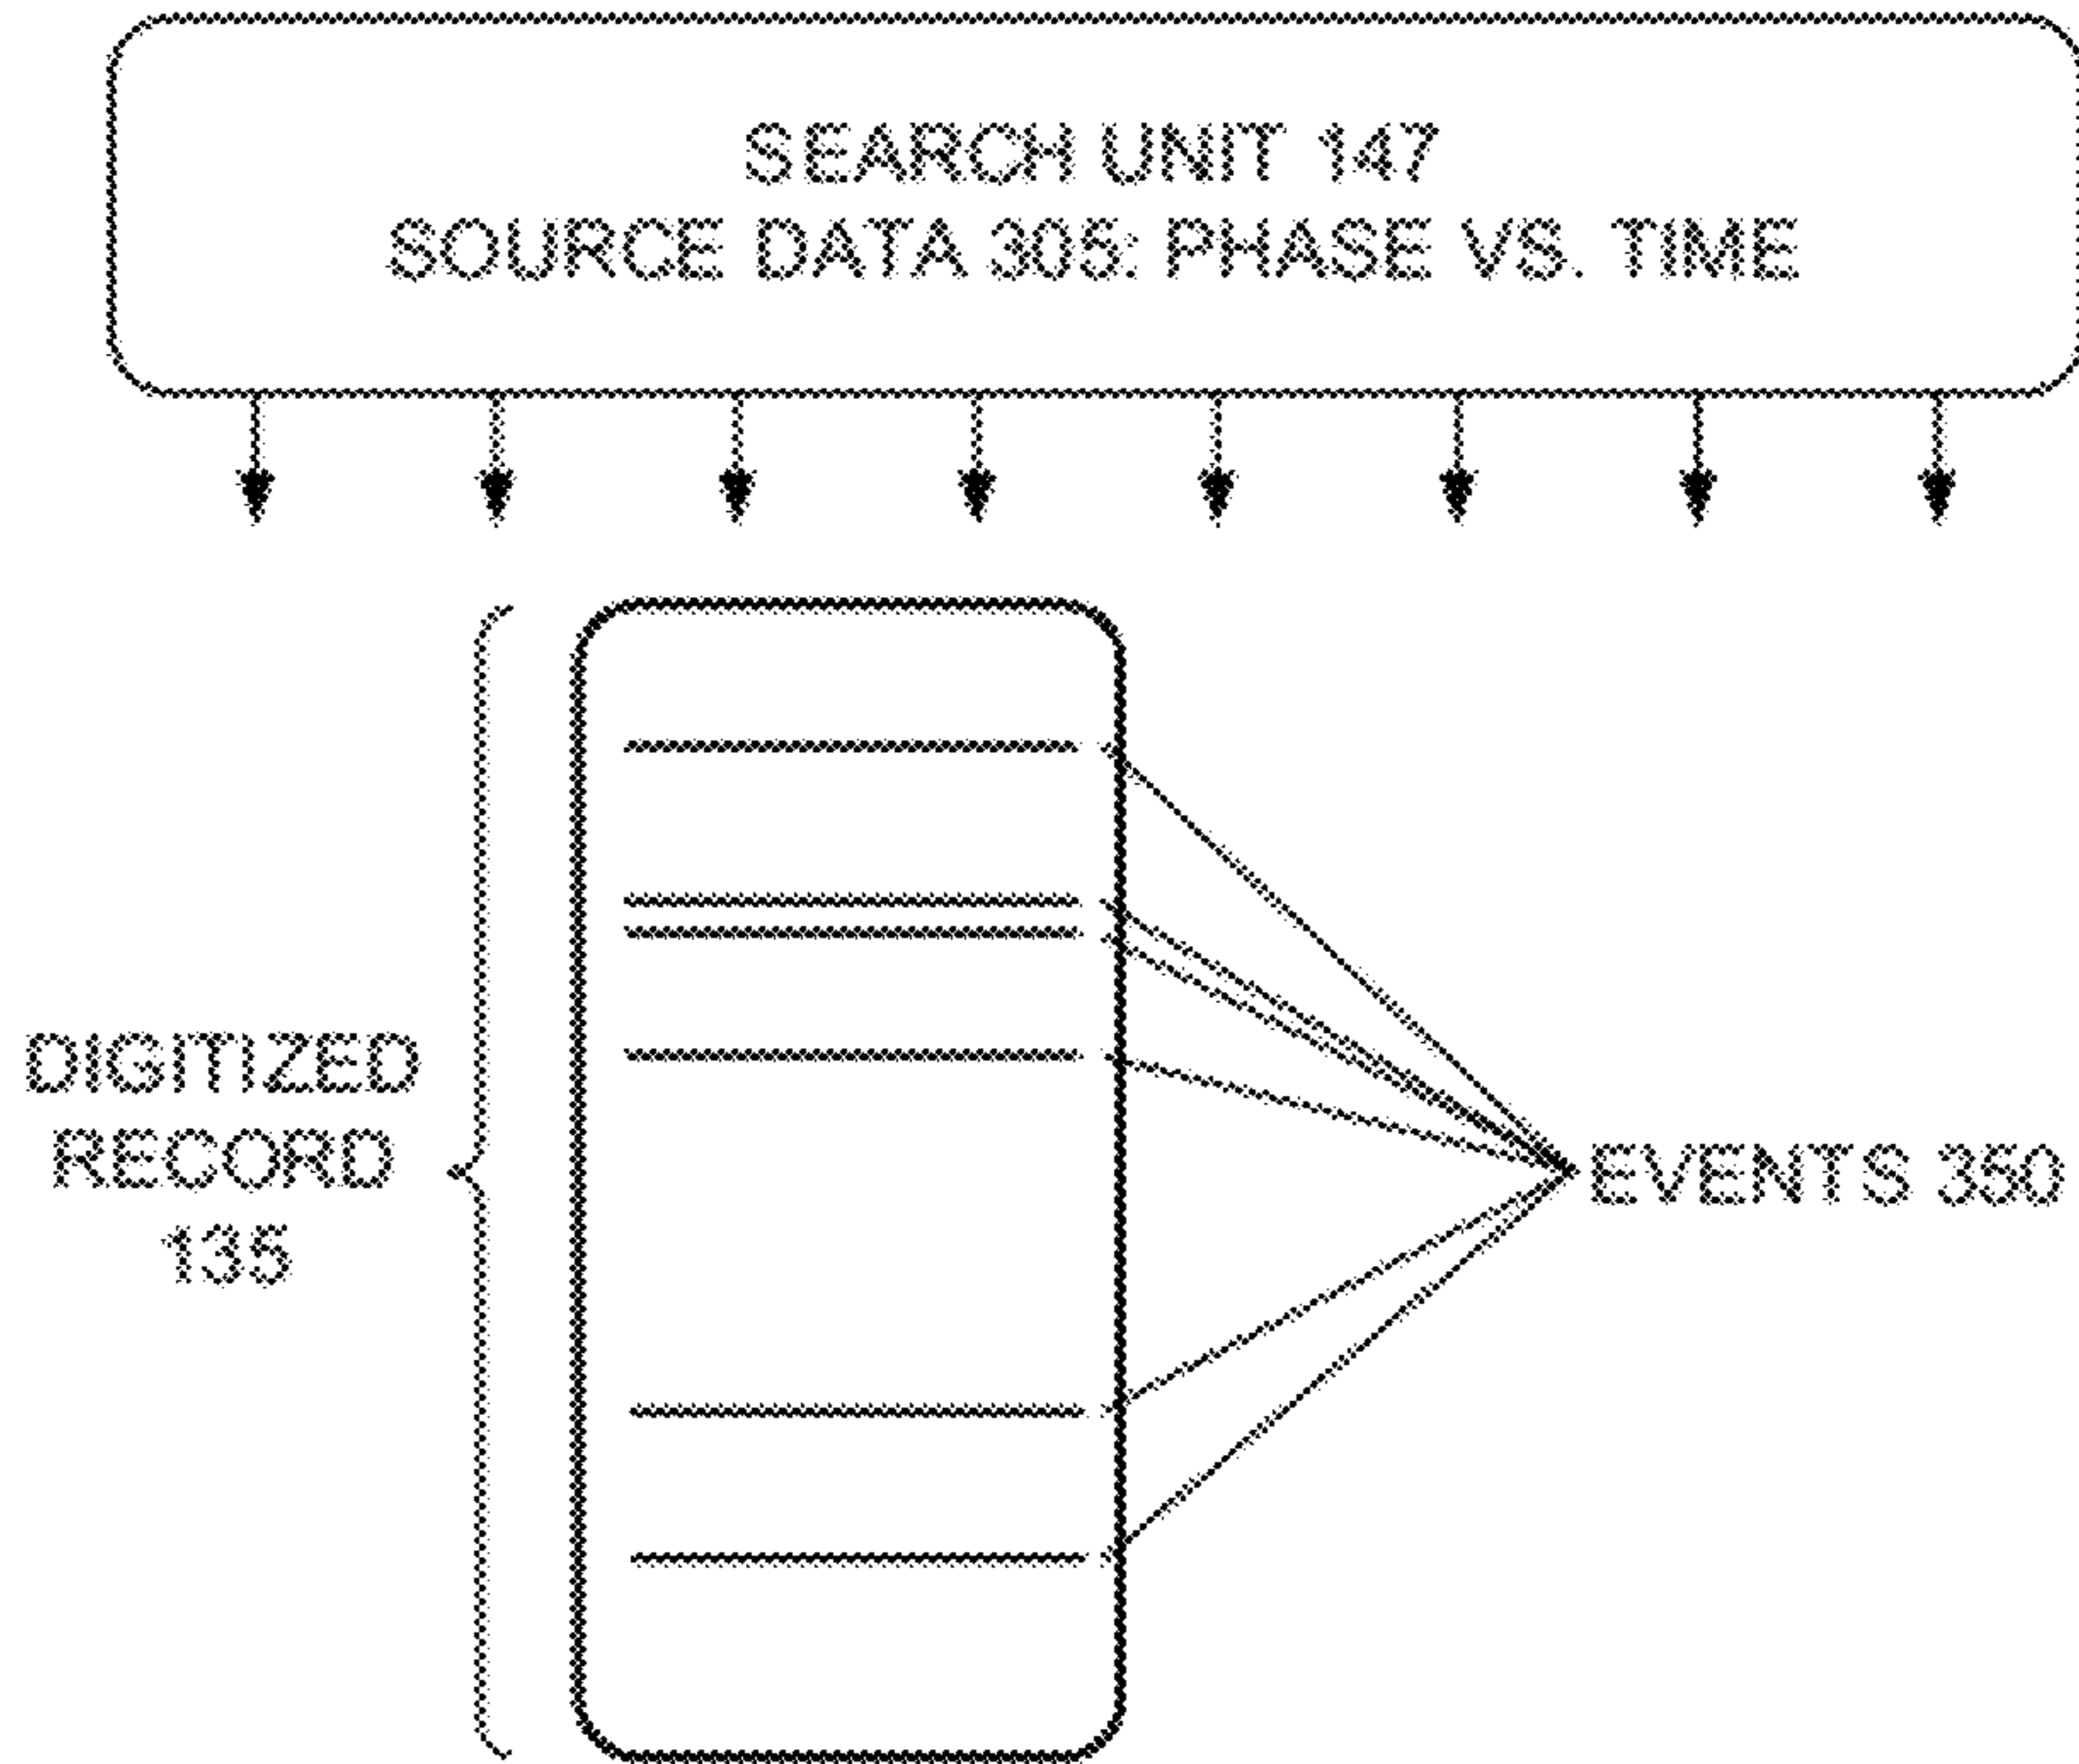 SEARCH UNIT 147
SOURCE DATA 305: PHASE VS. TIME
DIGITIZED
RECORD
135
EVENTS 350